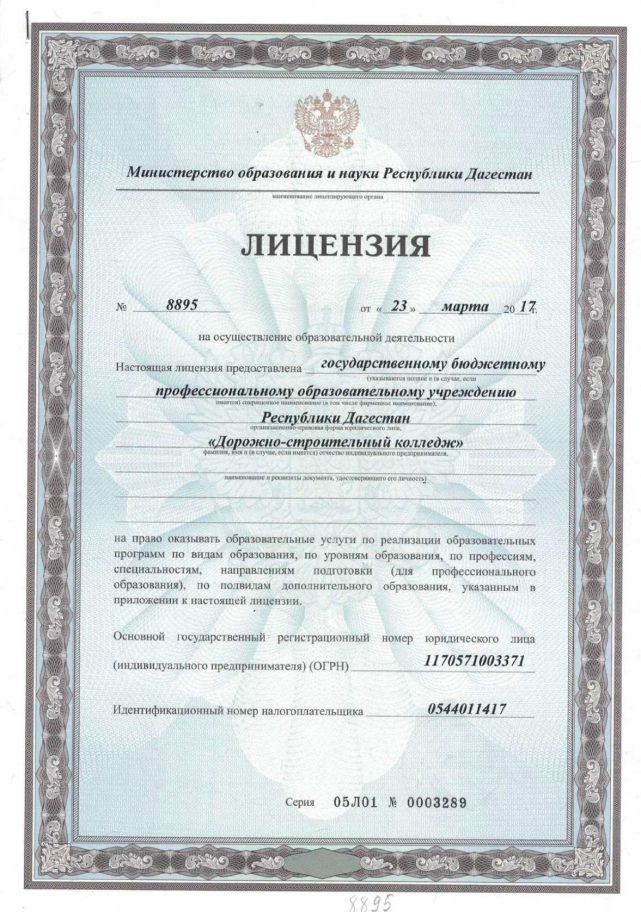 Министерство образования и науки Республики Дагестан
наименование лицензирующего органа
ЛИЦЕНЗИЯ
№ 8895 от « 23 » марта 20 17г.
на осуществление образовательной деятельности
Настоящая лицензия предоставлена государственному бюджетному
(указываются полное и (в случае, если
профессиональному образовательному учреждению
имеется) сокращенное наименование (в том числе фирменное наименование),
Республики Дагестан
организационно-правовая форма юридического лица,
«Дорожно-строительный колледж»
фамилия, имя и (в случае, если имеется) отчество индивидуального предпринимателя,
наименование и реквизиты документа, удостоверяющего его личность)
на право оказывать образовательные услуги по реализации образовательных
программ по видам образования, по уровням образования, по профессиям,
специальностям, направлениям подготовки (для профессионального
образования), по подвидам дополнительного образования, указанным в
приложении к настоящей лицензии.
Основной государственный регистрационный номер юридического лица
(индивидуального предпринимателя) (ОГРН) 1170571003371
Идентификационный номер налогоплательщика 0544011417
Серия 05Л01 № 0003289
8895